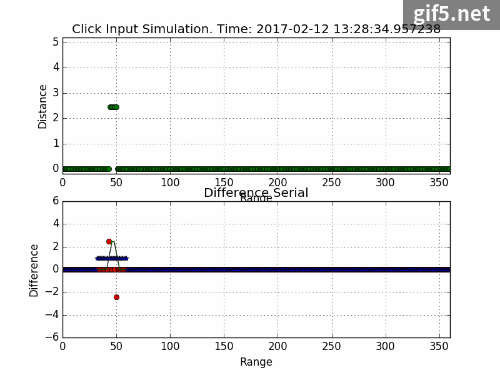 gif5.net
Click Input Simulation. Time: 2017-02-12 13:28:34.957238
5
4
3
2
1
0
Distance
0 50 100 150 200 250 300 350
Range
Difference Serial
6
4
2
0
−2
−4
−6
Difference
0 50 100 150 200 250 300 350
Range